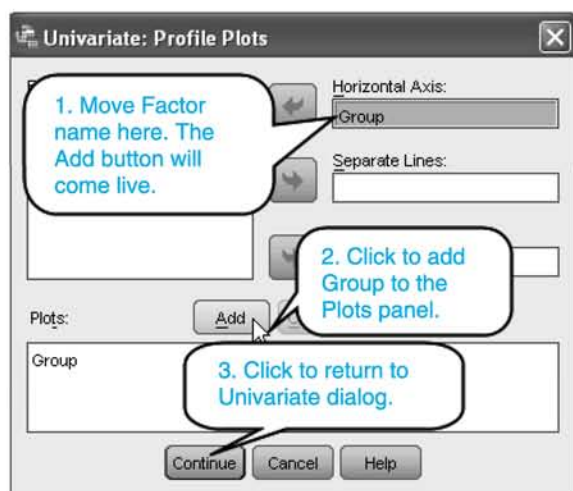 Univariate: Profile Plots
1. Move Factor
name here. The
Add button will
come live.
Horizontal Axis:
Group
Separate Lines:
2. Click to add
Group to the
Plots panel.
Plots:
Add
Group
3. Click to return to
Univariate dialog.
Continue
Cancel
Help